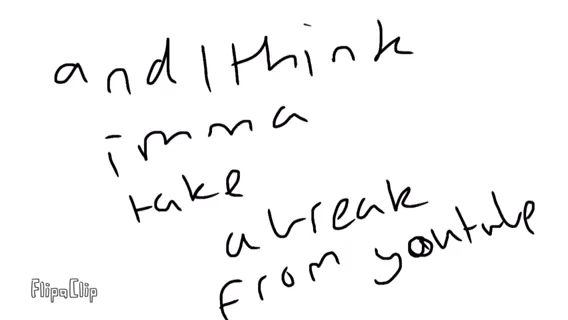 and I think
imma
take
a break
from youtube
FlipaClip